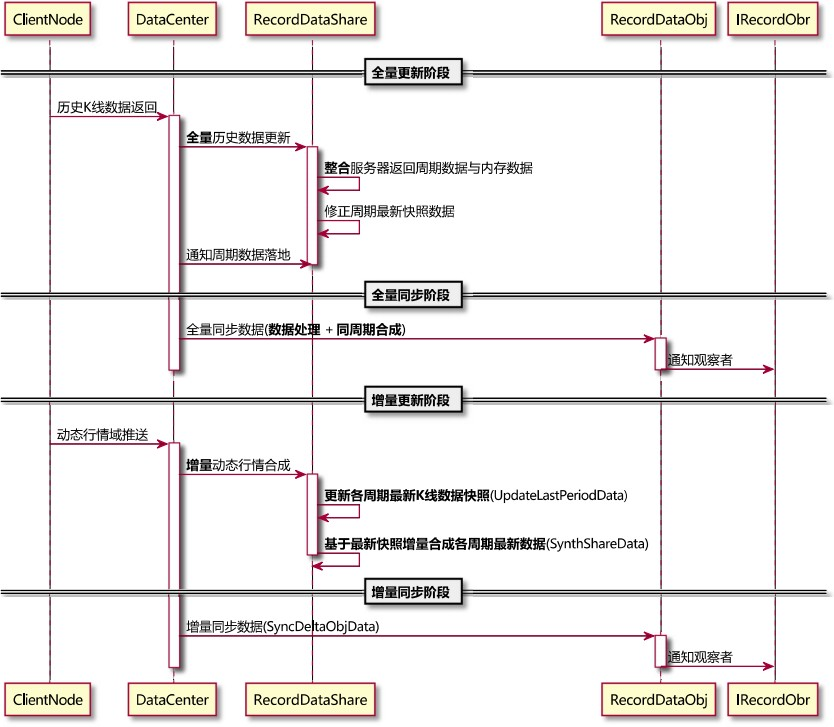 ClientNode DataCenter RecordDataShare RecordDataObj IRecordObr
全量更新阶段
历史K线数据返回
全量历史数据更新
整合服务器返回周期数据与内存数据
修正周期最新快照数据
通知周期数据落地
全量同步阶段
全量同步数据(数据处理 + 同周期合成)
通知观察者
增量更新阶段
动态行情域推送
增量动态行情合成
更新各周期最新K线数据快照(UpdateLastPeriodData)
基于最新快照增量合成各周期最新数据(SynthShareData)
增量同步阶段
增量同步数据(SyncDeltaObjData)
通知观察者
ClientNode DataCenter RecordDataShare RecordDataObj IRecordObr